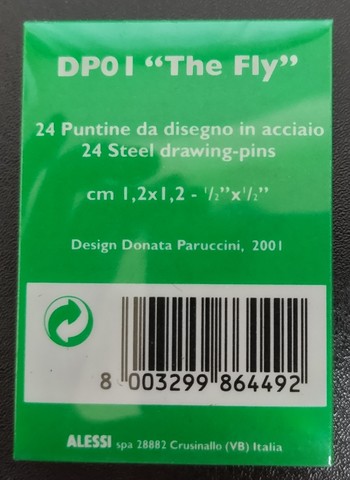 DP01 “The Fly”
24 Puntine da disegno in acciaio
24 Steel drawing-pins
cm 1,2x1,2 - 1/2”x1/2”
Design Donata Paruccini, 2001
8 003299 864492
ALESSI spa 28882 Crusinallo (VB) Italia